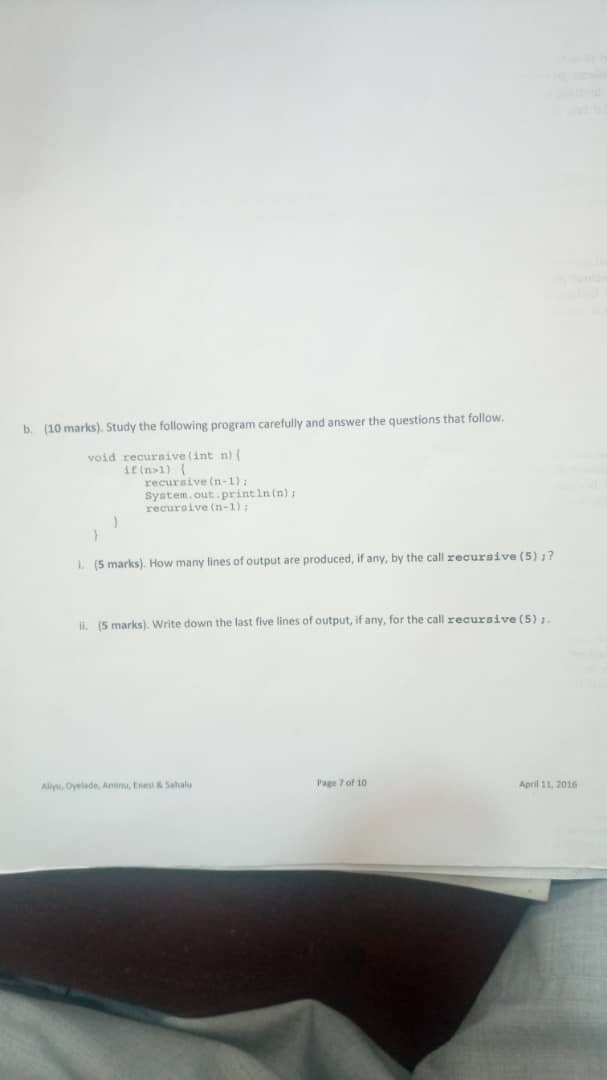 b. (10 marks). Study the following program carefully and answer the questions that follow.
void recursive(int n){
if(n>1) {
recursive(n-1);
System.out.println(n);
recursive(n-1);
}
}
i. (5 marks). How many lines of output are produced, if any, by the call recursive(5);?
ii. (5 marks). Write down the last five lines of output, if any, for the call recursive(5);.
Aliyu, Oyelade, Aminu, Enesi & Sahalu
Page 7 of 10
April 11, 2016